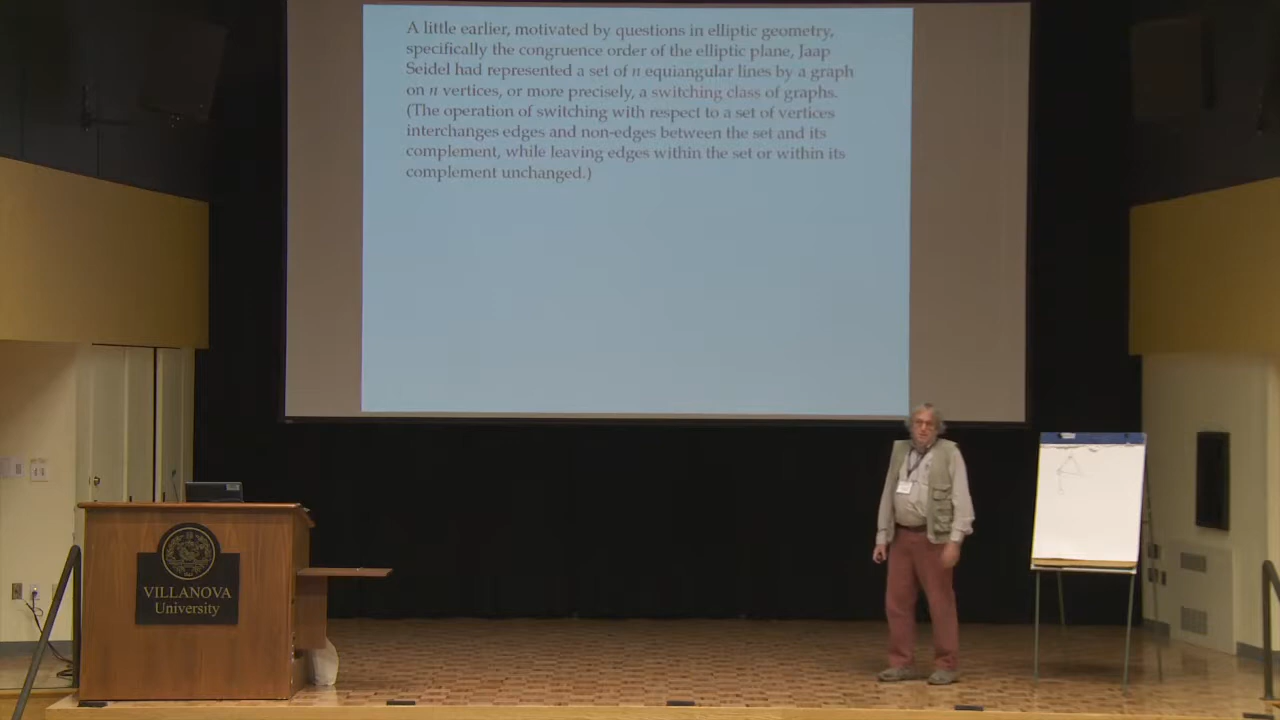 A little earlier, motivated by questions in elliptic geometry,
specifically the congruence order of the elliptic plane, Jaap
Seidel had represented a set of n equiangular lines by a graph
on n vertices, or more precisely, a switching class of graphs.
(The operation of switching with respect to a set of vertices
interchanges edges and non-edges between the set and its
complement, while leaving edges within the set or within its
complement unchanged.)
VILLANOVA
University